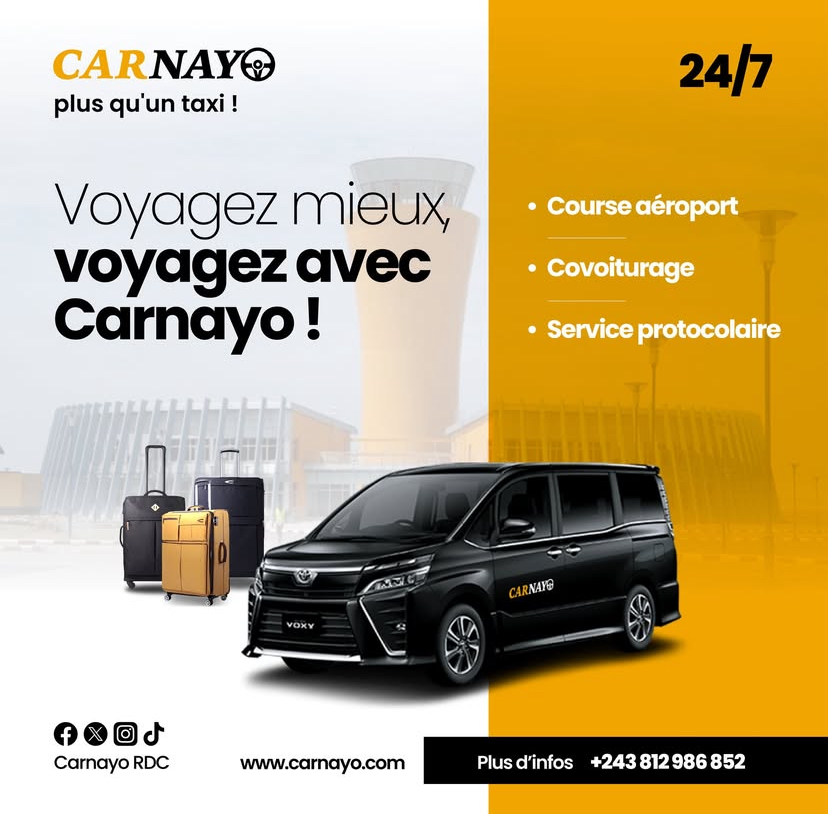 CARNAYO
plus qu'un taxi !
24/7
Voyagez mieux,
voyagez avec
Carnayo !
• Course aéroport
• Covoiturage
• Service protocolaire
CARNAYO
VOXY
Carnayo RDC
www.carnayo.com
Plus d'infos +243 812 986 852